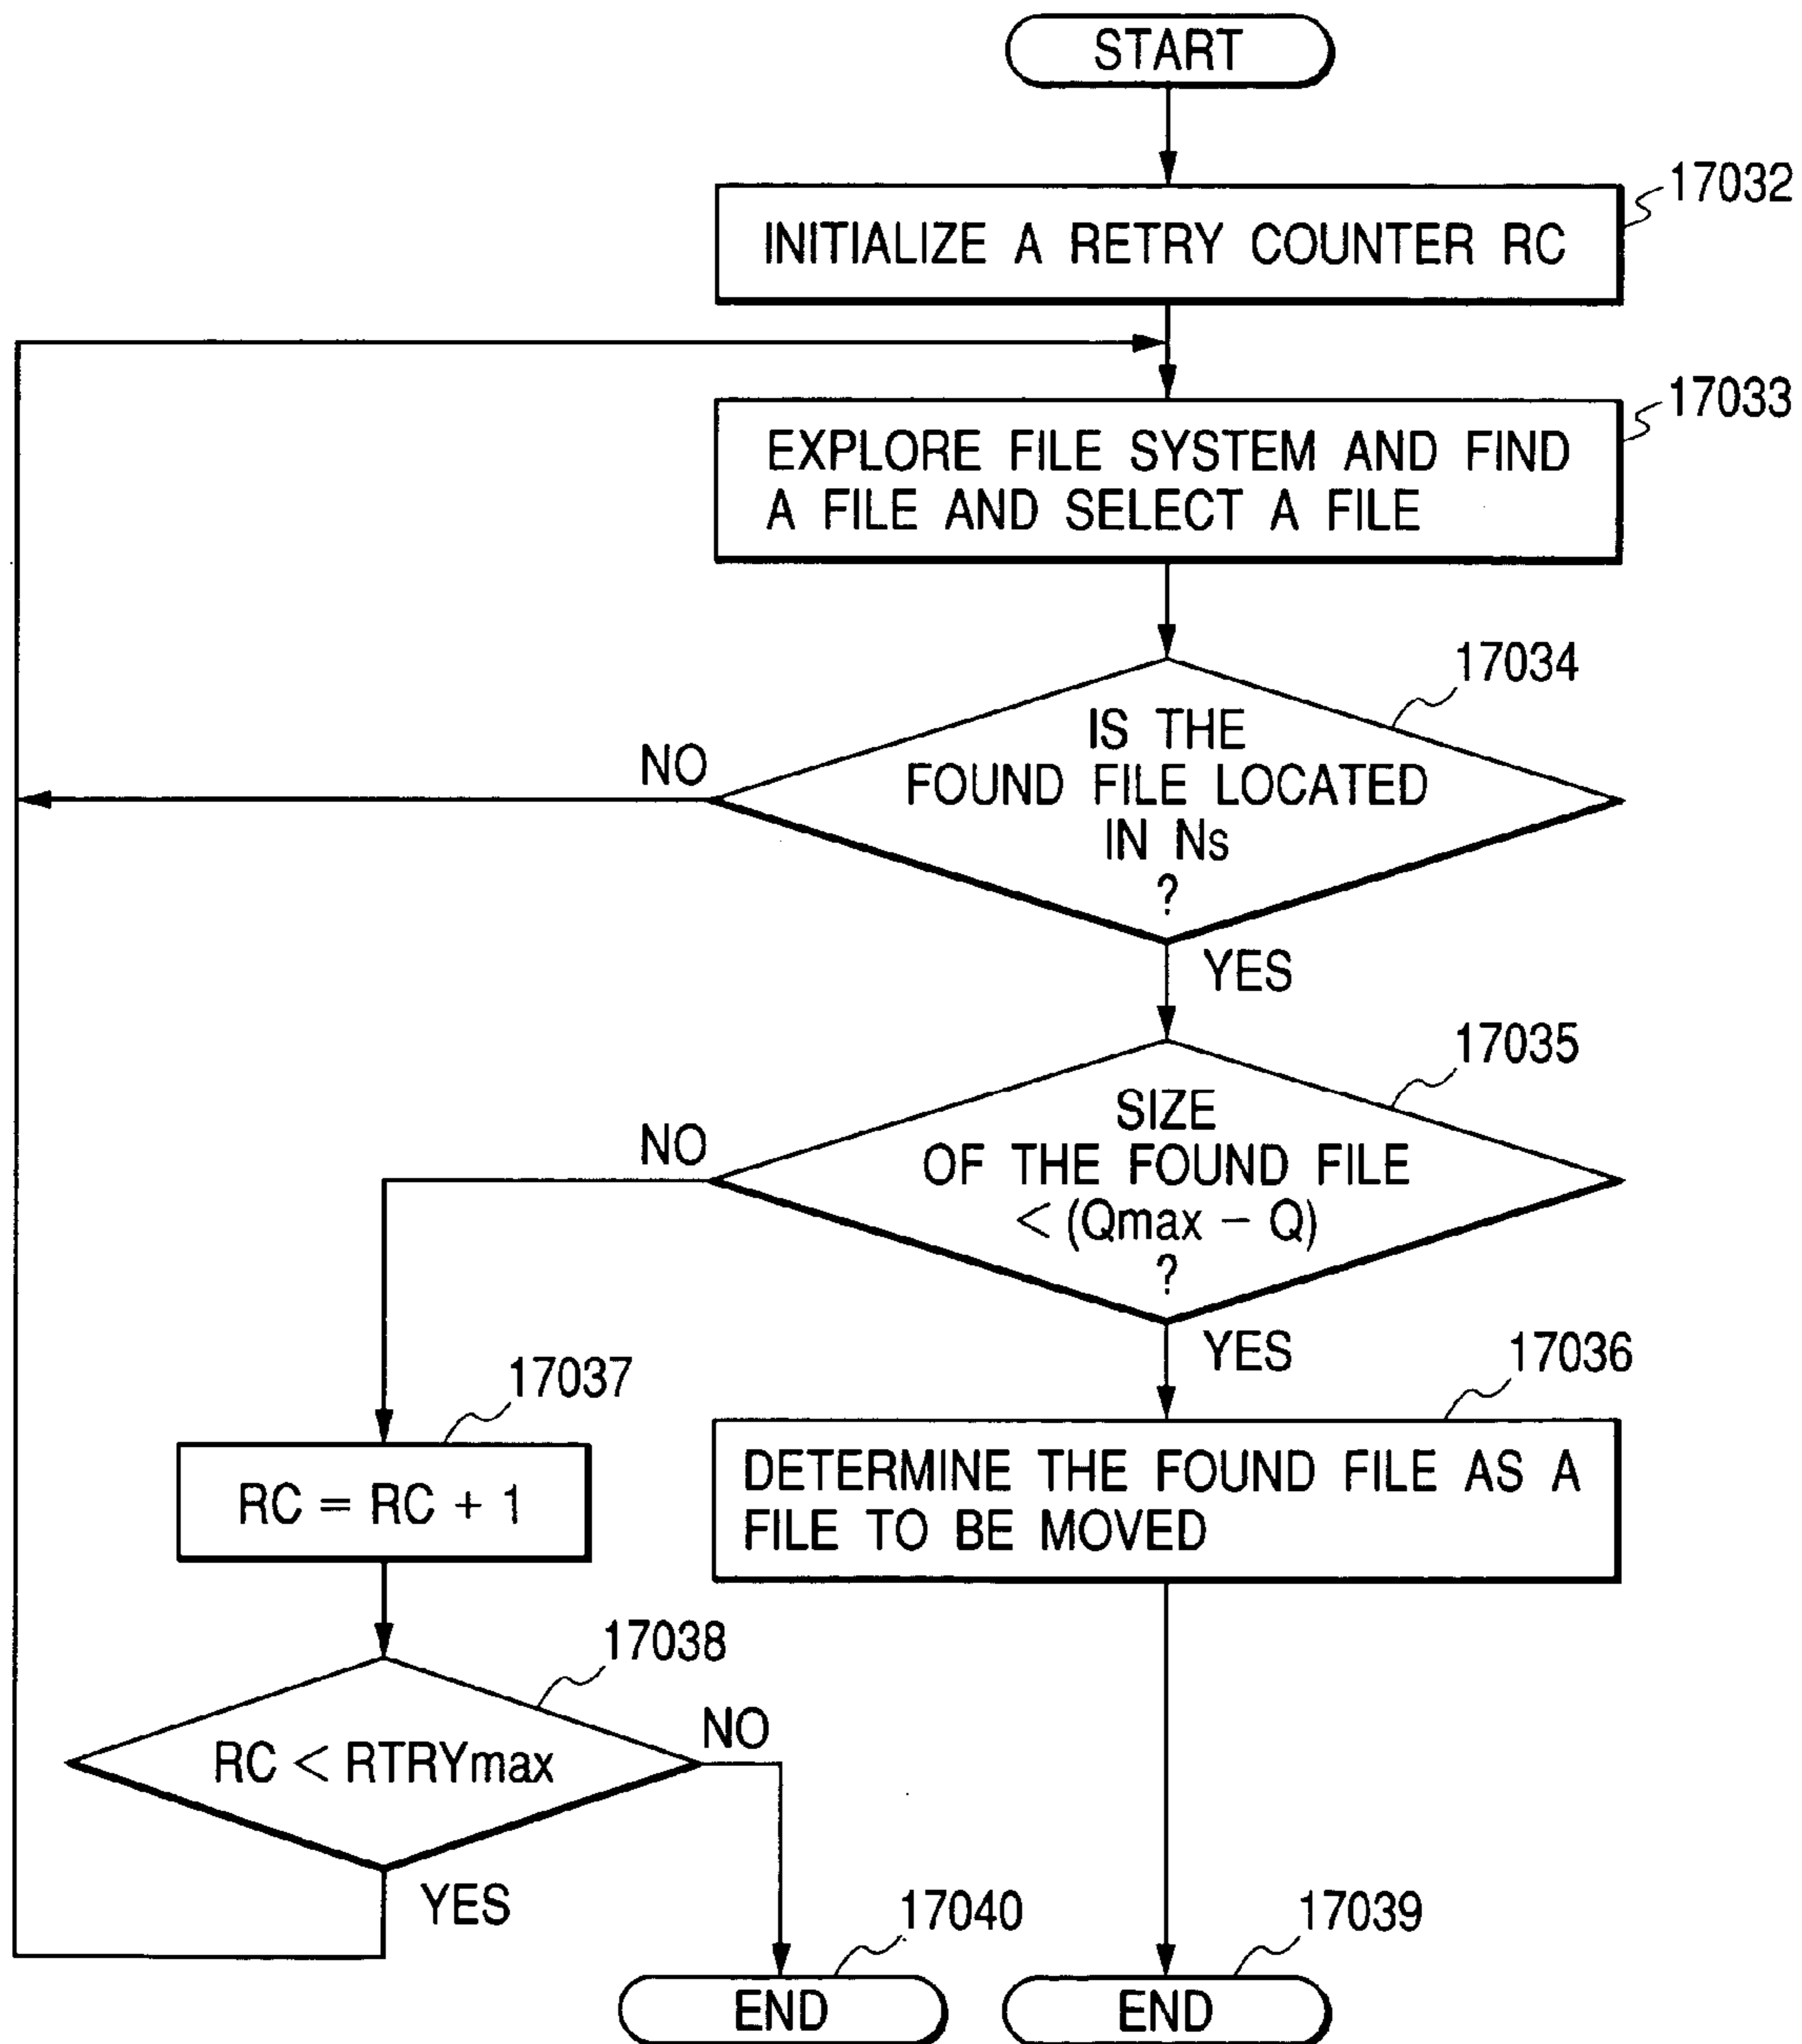 START
17032
INITIALIZE A RETRY COUNTER RC
17033
EXPLORE FILE SYSTEM AND FIND
A FILE AND SELECT A FILE
17034
IS THE
FOUND FILE LOCATED
IN Ns
?
NO
YES
17035
SIZE
OF THE FOUND FILE
< (Qmax − Q)
?
NO
YES
17036
DETERMINE THE FOUND FILE AS A
FILE TO BE MOVED
17037
RC = RC + 1
17038
RC < RTRYmax
NO
YES
17040
END
17039
END